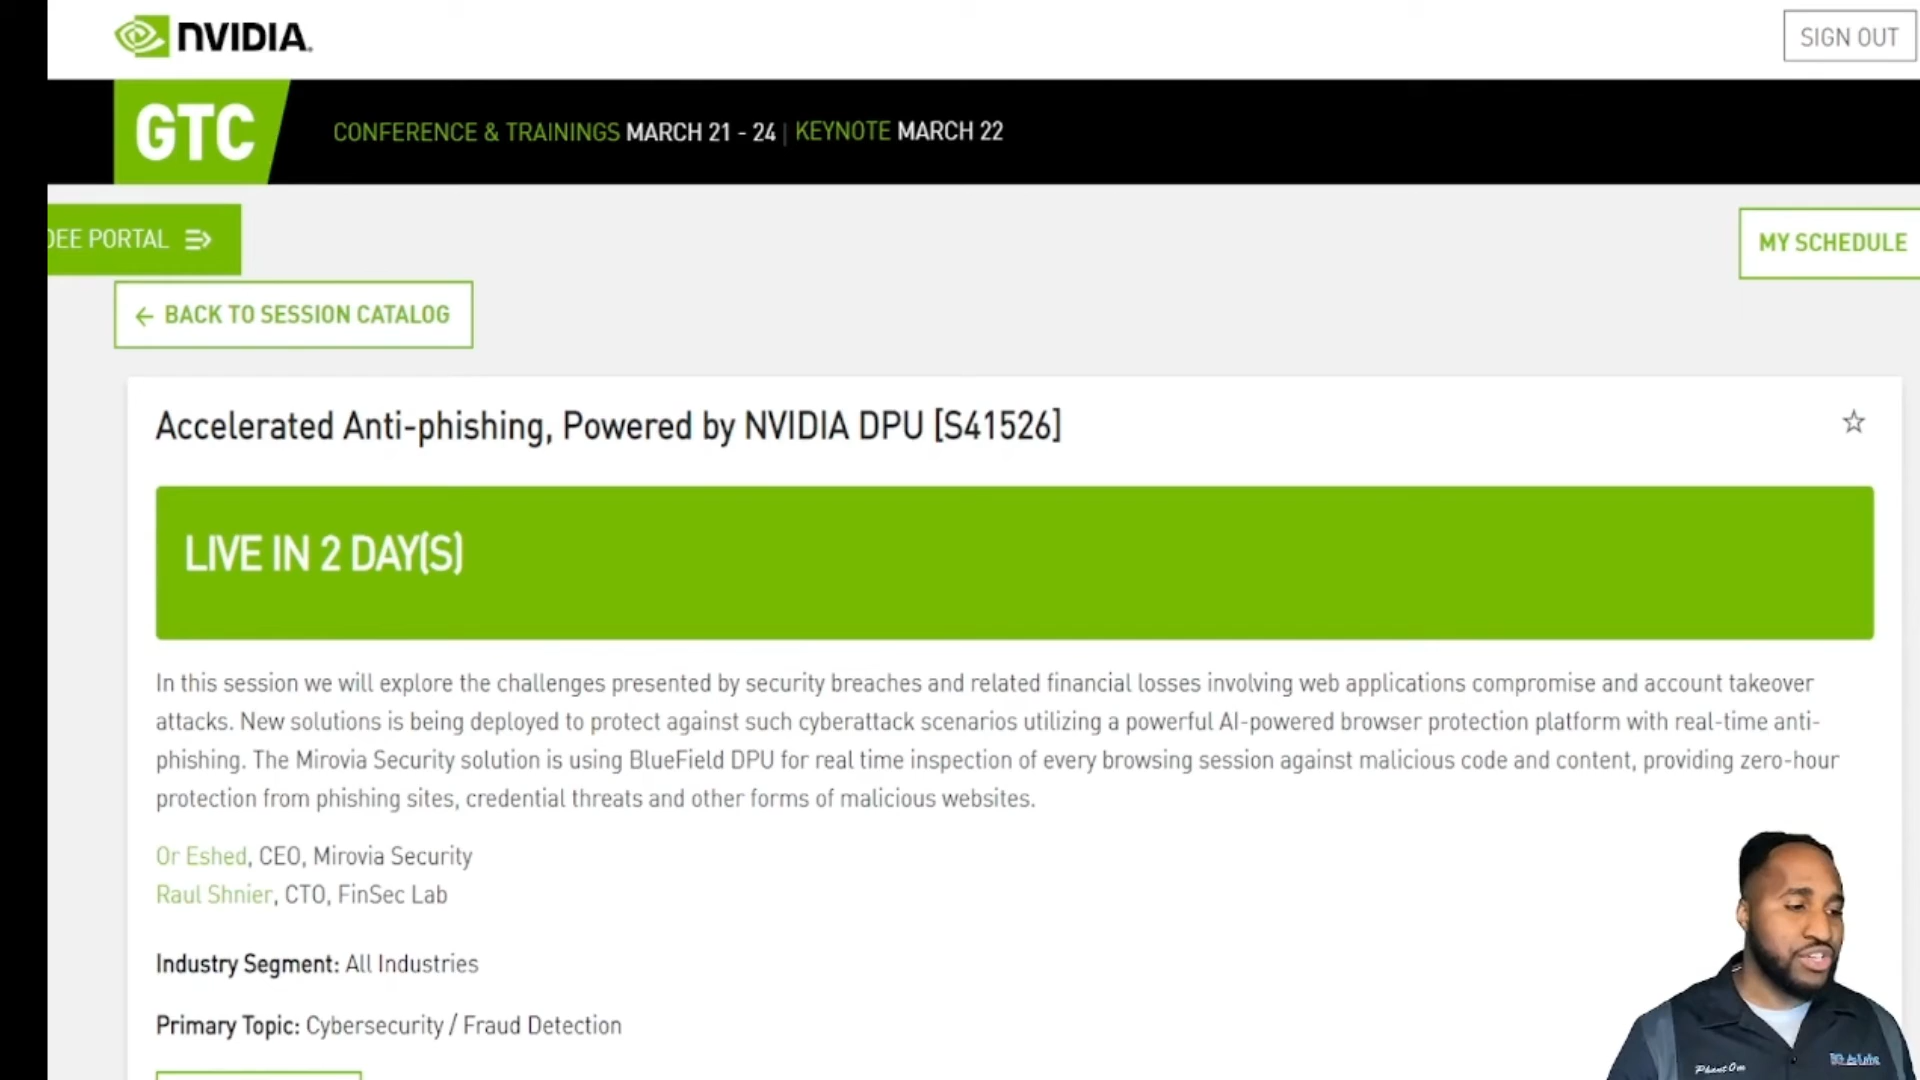 NVIDIA.
SIGN OUT
GTC
CONFERENCE & TRAININGS MARCH 21 - 24 | KEYNOTE MARCH 22
DEE PORTAL
MY SCHEDULE
← BACK TO SESSION CATALOG
Accelerated Anti-phishing, Powered by NVIDIA DPU [S41526]
LIVE IN 2 DAY(S)
In this session we will explore the challenges presented by security breaches and related financial losses involving web applications compromise and account takeover
attacks. New solutions is being deployed to protect against such cyberattack scenarios utilizing a powerful AI-powered browser protection platform with real-time anti-
phishing. The Mirovia Security solution is using BlueField DPU for real time inspection of every browsing session against malicious code and content, providing zero-hour
protection from phishing sites, credential threats and other forms of malicious websites.
Or Eshed, CEO, Mirovia Security
Raul Shnier, CTO, FinSec Lab
Industry Segment: All Industries
Primary Topic: Cybersecurity / Fraud Detection